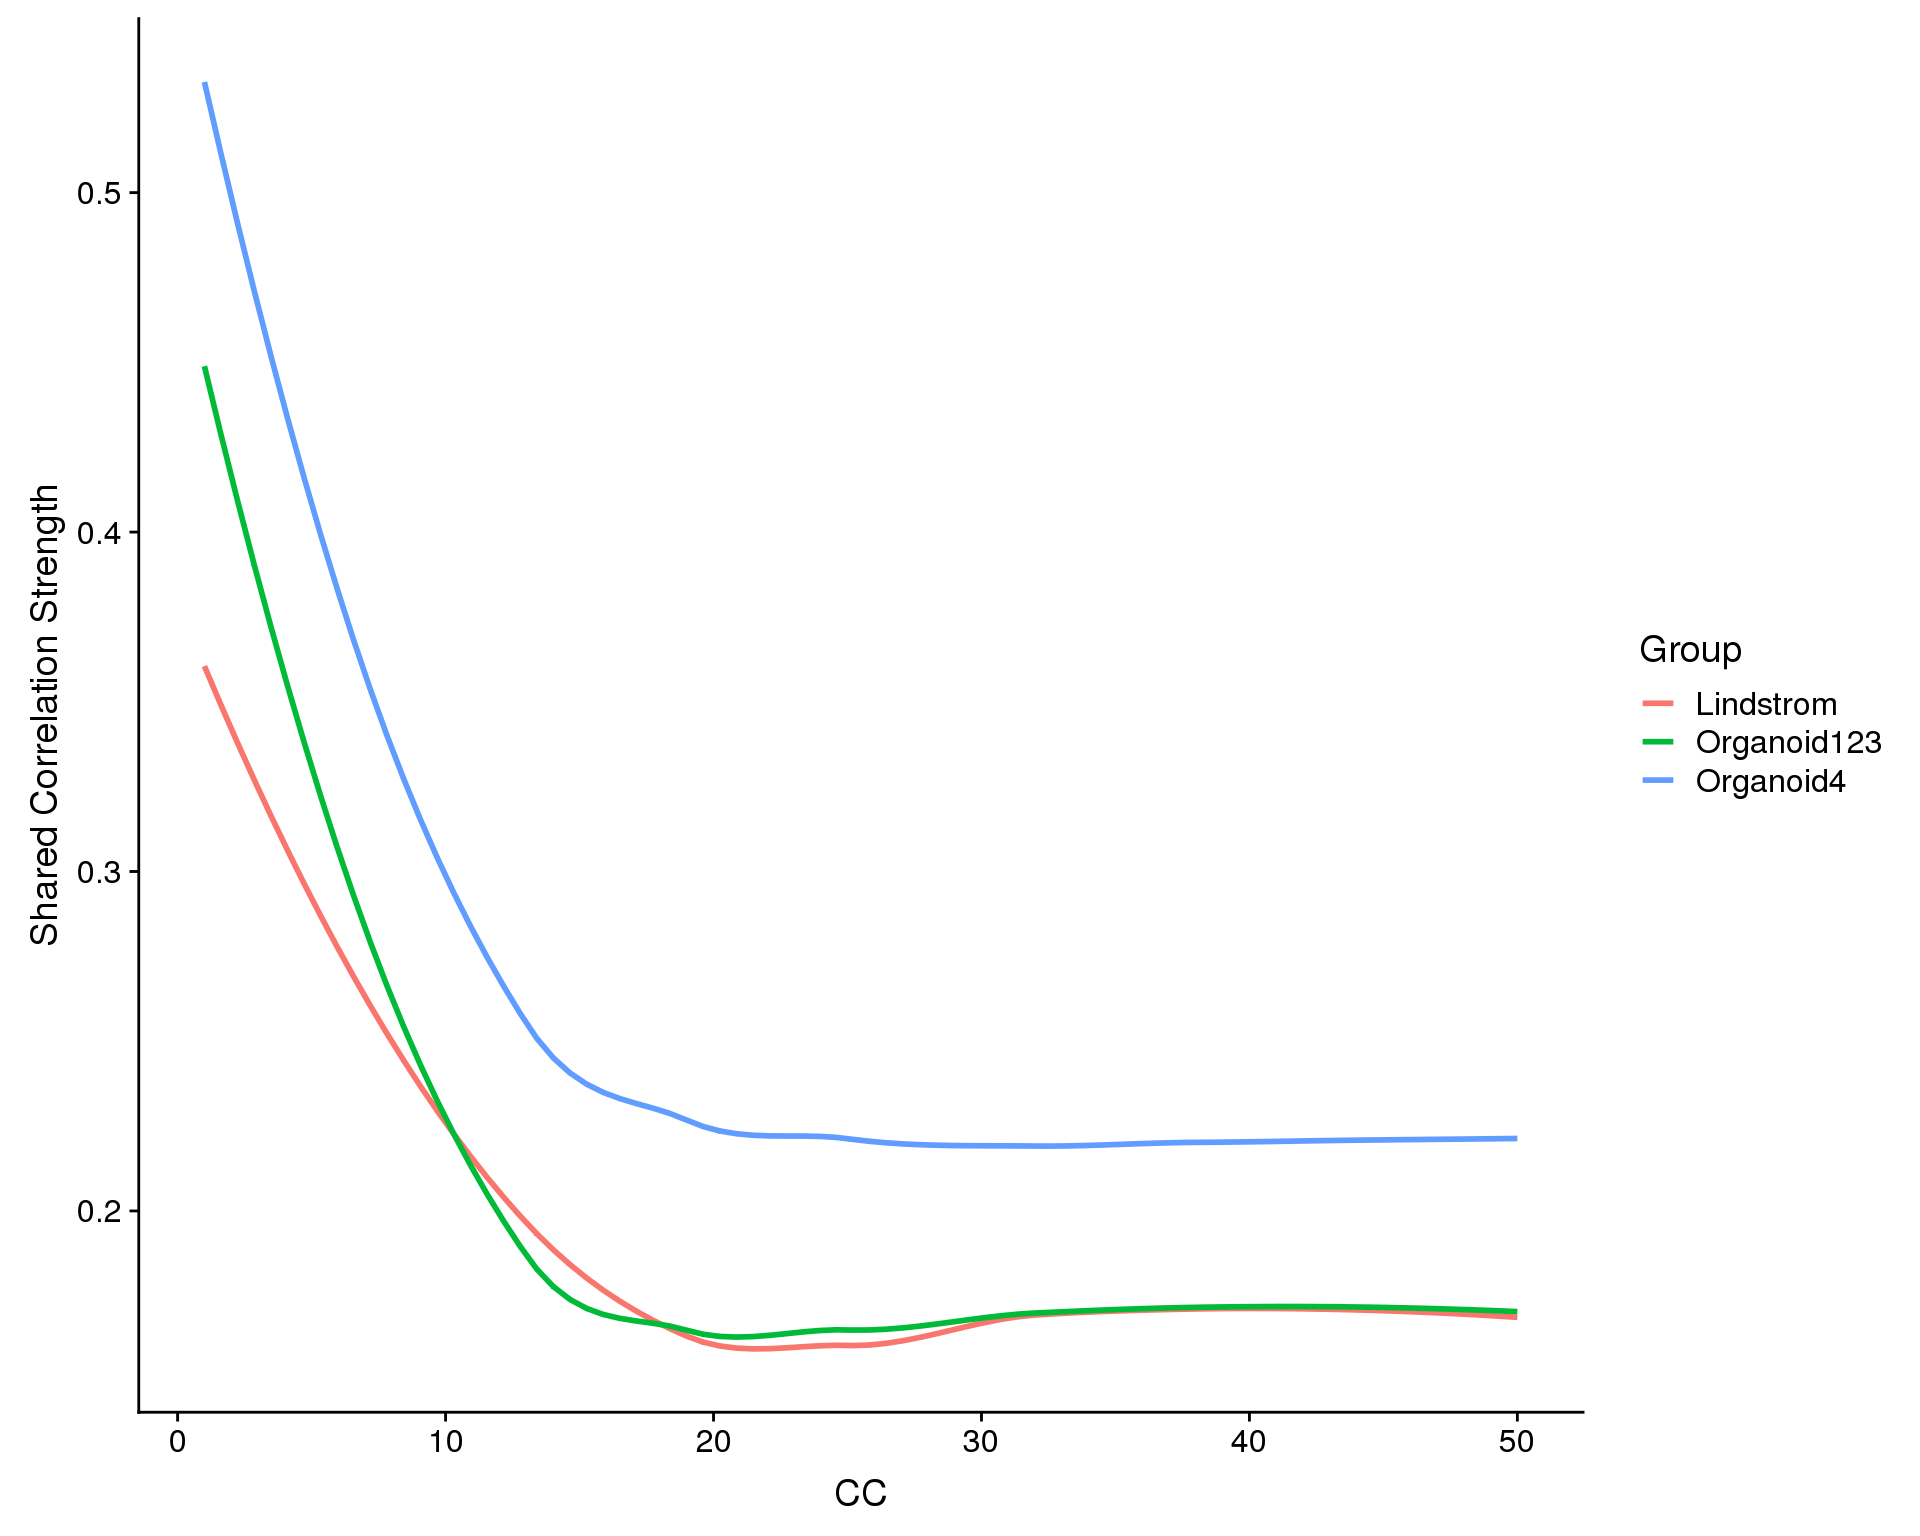 Shared Correlation Strength
0.5
0.4
0.3
0.2
0 10 20 30 40 50
CC
Group
Lindstrom
Organoid123
Organoid4